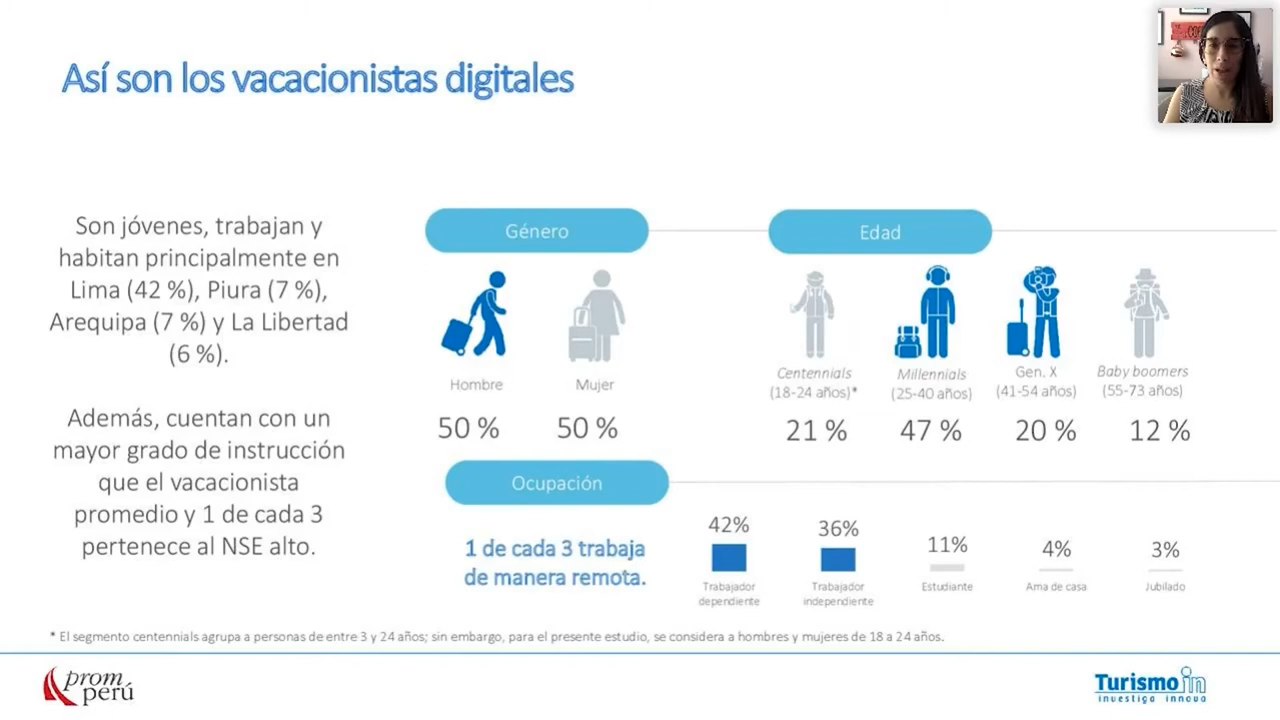 Así son los vacacionistas digitales
Son jóvenes, trabajan y
habitan principalmente en
Lima (42 %), Piura (7 %),
Arequipa (7 %) y La Libertad
(6 %).
Además, cuentan con un
mayor grado de instrucción
que el vacacionista
promedio y 1 de cada 3
pertenece al NSE alto.
Género
Hombre
Mujer
50 %
50 %
Edad
Centennials
(18-24 años)*
21 %
Millennials
(25-40 años)
47 %
Gen. X
(41-54 años)
20 %
Baby boomers
(55-73 años)
12 %
Ocupación
1 de cada 3 trabaja
de manera remota.
42%
Trabajador
dependiente
36%
Trabajador
independiente
11%
Estudiante
4%
Ama de casa
3%
Jubilado
* El segmento centennials agrupa a personas de entre 3 y 24 años; sin embargo, para el presente estudio, se considera a hombres y mujeres de 18 a 24 años.
prom
perú
Turismo in
investiga innova